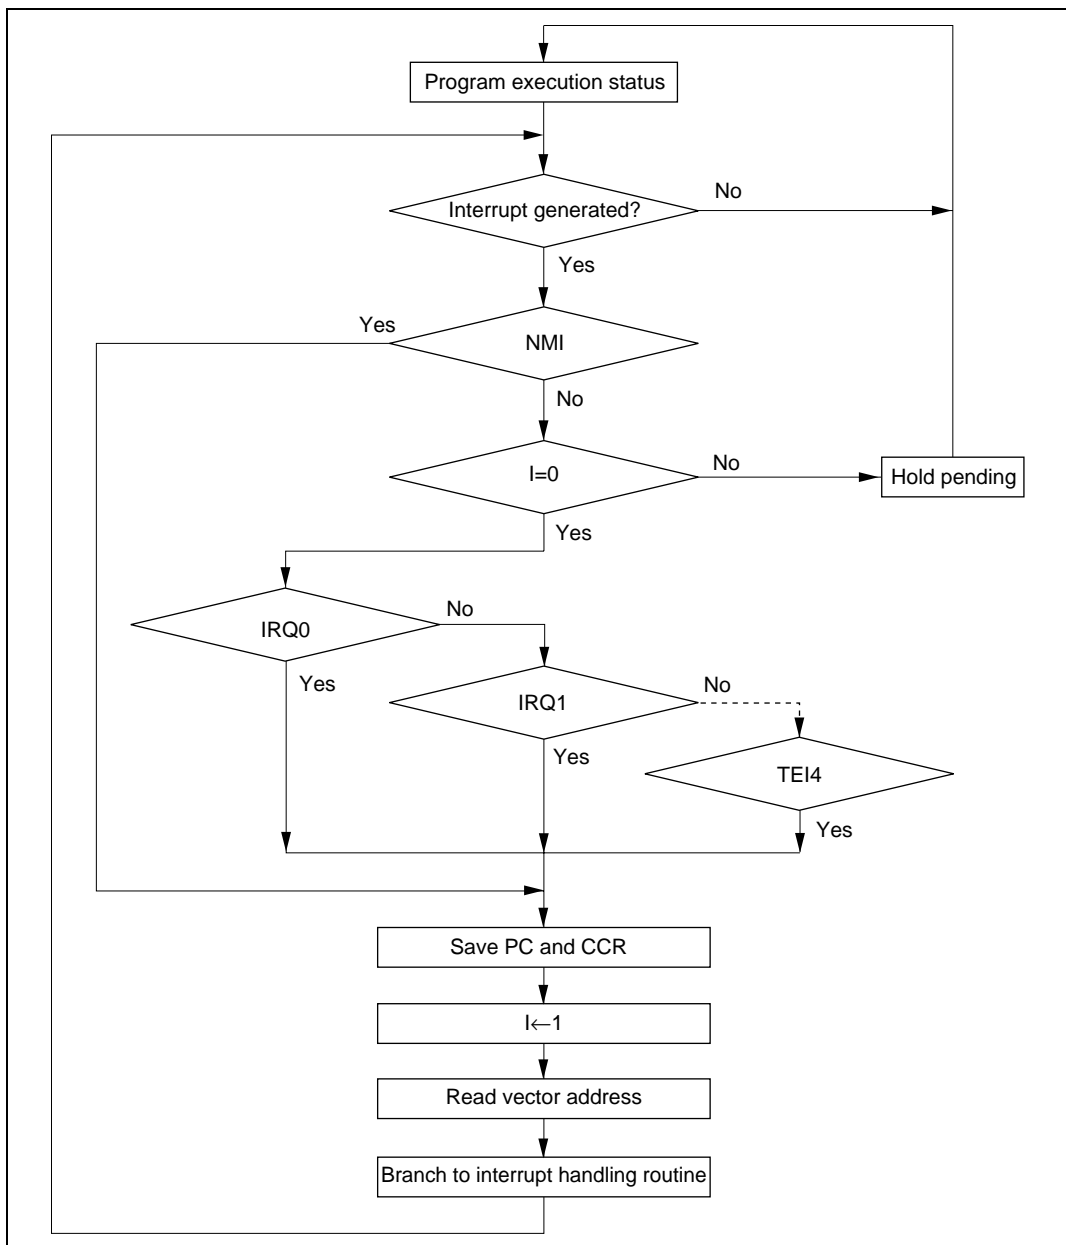 Program execution status
Interrupt generated?
No
Yes
Yes
NMI
No
I=0
No
Hold pending
Yes
IRQ0
No
Yes
IRQ1
No
Yes
TEI4
Yes
Save PC and CCR
I←1
Read vector address
Branch to interrupt handling routine